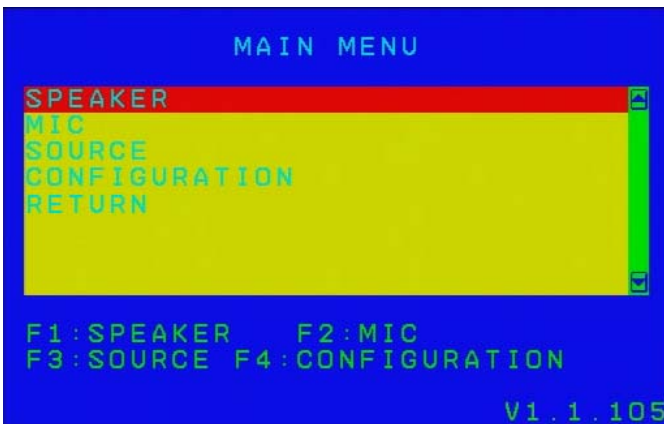 MAIN MENU
SPEAKER
MIC
SOURCE
CONFIGURATION
RETURN
F1:SPEAKER F2:MIC
F3:SOURCE F4:CONFIGURATION
V1.1.105